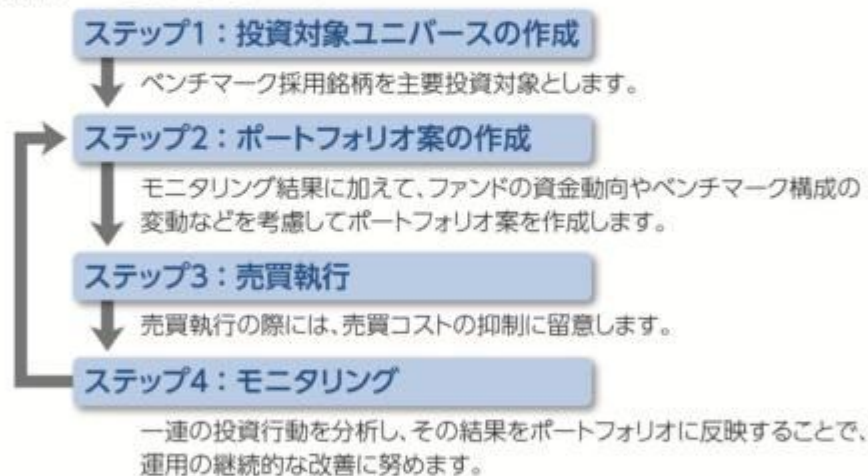 ステップ1：投資対象ユニバースの作成
ベンチマーク採用銘柄を主要投資対象とします。
ステップ2：ポートフォリオ案の作成
モニタリング結果に加えて、ファンドの資金動向やベンチマーク構成の
変動などを考慮してポートフォリオ案を作成します。
ステップ3：売買執行
売買執行の際には、売買コストの抑制に留意します。
ステップ4：モニタリング
一連の投資行動を分析し、その結果をポートフォリオに反映することで、
運用の継続的な改善に努めます。